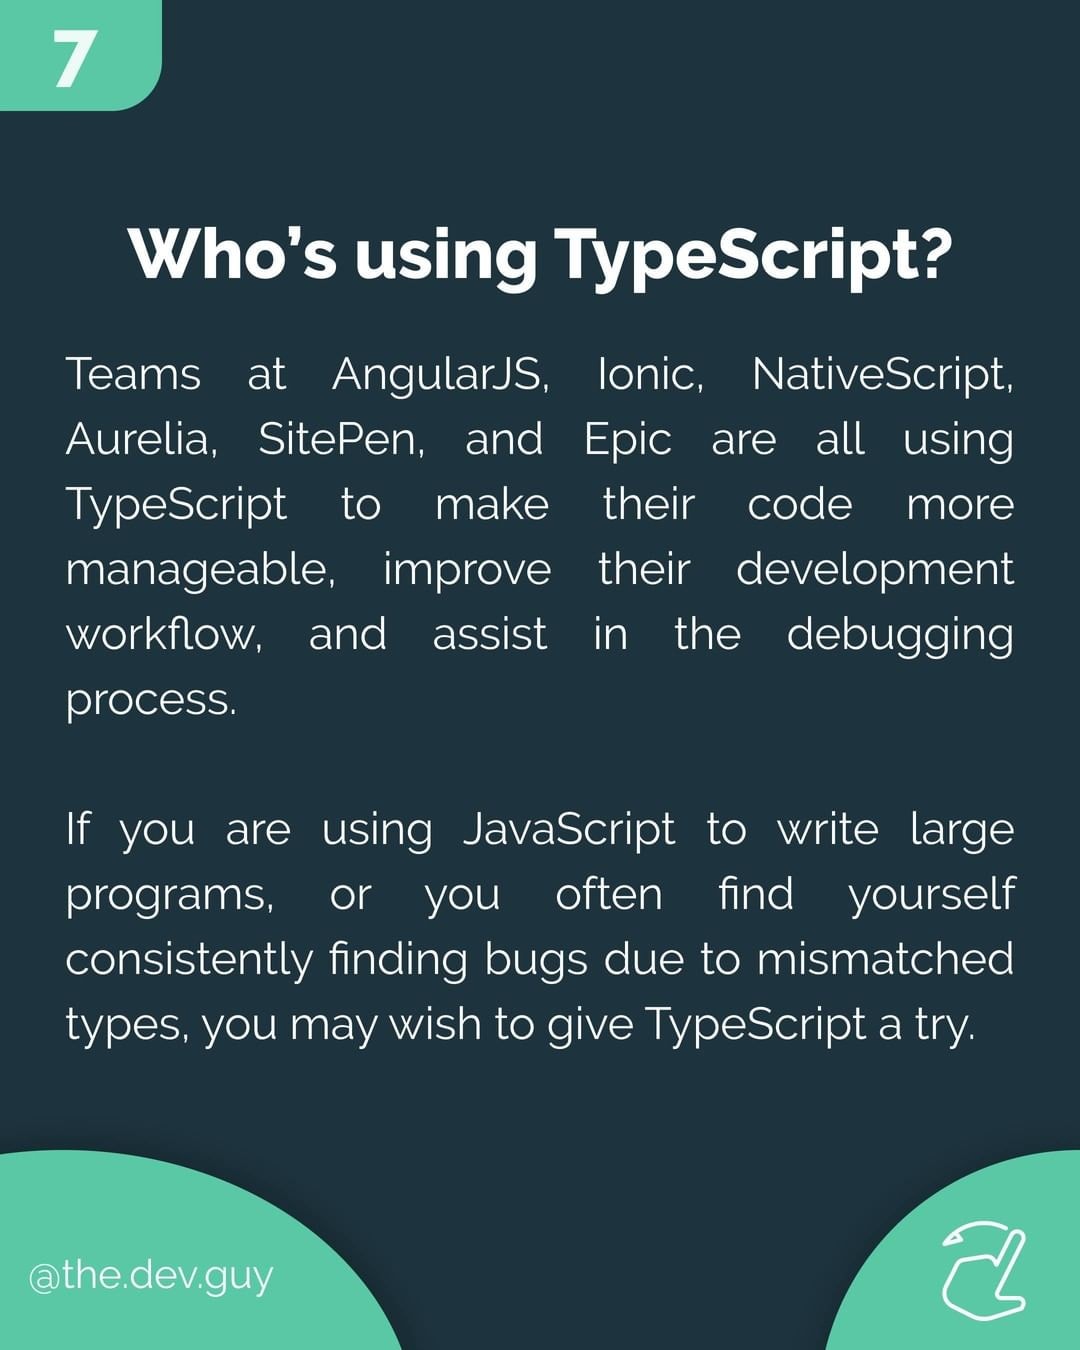 7
Who’s using TypeScript?
Teams at AngularJS, Ionic, NativeScript,
Aurelia, SitePen, and Epic are all using
TypeScript to make their code more
manageable, improve their development
workflow, and assist in the debugging
process.
If you are using JavaScript to write large
programs, or you often find yourself
consistently finding bugs due to mismatched
types, you may wish to give TypeScript a try.
@the.dev.guy